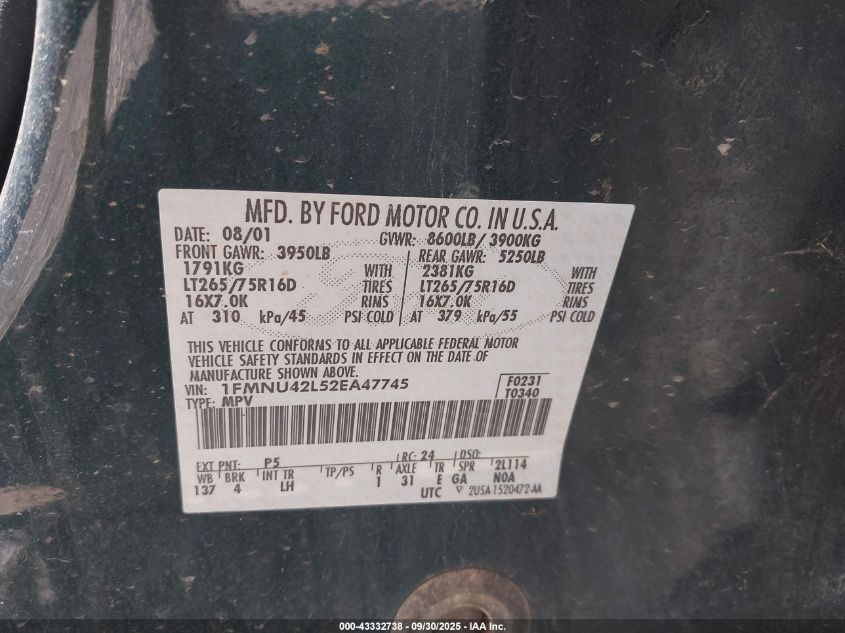 MFD. BY FORD MOTOR CO. IN U.S.A.
DATE: 08/01 GVWR: 8600LB/ 3900KG
FRONT GAWR: 3950LB REAR GAWR: 5250LB
1791KG WITH 2381KG WITH
LT265/75R16D TIRES LT265/75R16D TIRES
16X7.0K RIMS 16X7.0K RIMS
AT 310 kPa/45 PSI COLD AT 379 kPa/55 PSI COLD
THIS VEHICLE CONFORMS TO ALL APPLICABLE FEDERAL MOTOR
VEHICLE SAFETY STANDARDS IN EFFECT ON THE DATE OF
MANUFACTURE SHOWN ABOVE.
VIN: 1FMNU42L52EA47745 F0231
TYPE: MPV T0340
EXT PNT: P5 RC: 24 DSO:
WB BRK INT TR TP/PS R AXLE TR SPR 2L114
137 4 LH 1 31 E GA N0A
UTC ▽ 2U5A-1520472-AA
000-43332738 - 09/30/2025 - IAA Inc.